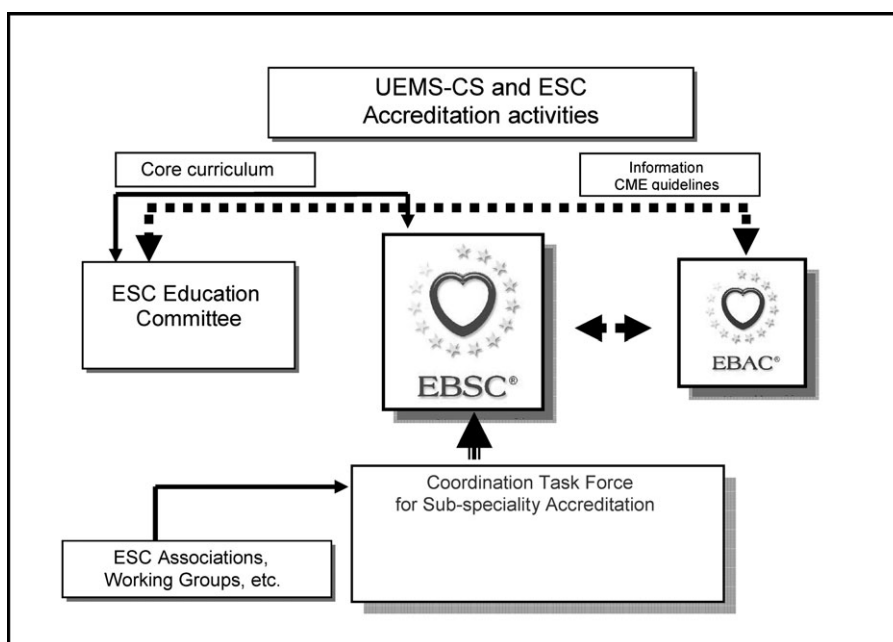 UEMS-CS and ESC
Accreditation activities
Core curriculum
Information
CME guidelines
ESC Education
Committee
EBSC®
EBAC®
Coordination Task Force
for Sub-speciality Accreditation
ESC Associations,
Working Groups, etc.